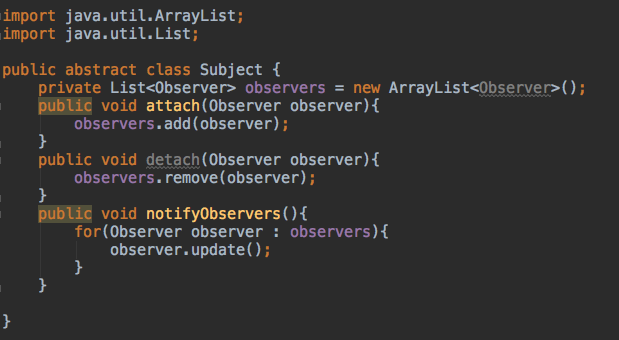 import java.util.ArrayList;
import java.util.List;

public abstract class Subject {
    private List<Observer> observers = new ArrayList<Observer>();
    public void attach(Observer observer){
        observers.add(observer);
    }
    public void detach(Observer observer){
        observers.remove(observer);
    }
    public void notifyObservers(){
        for(Observer observer : observers){
            observer.update();
        }
    }

}